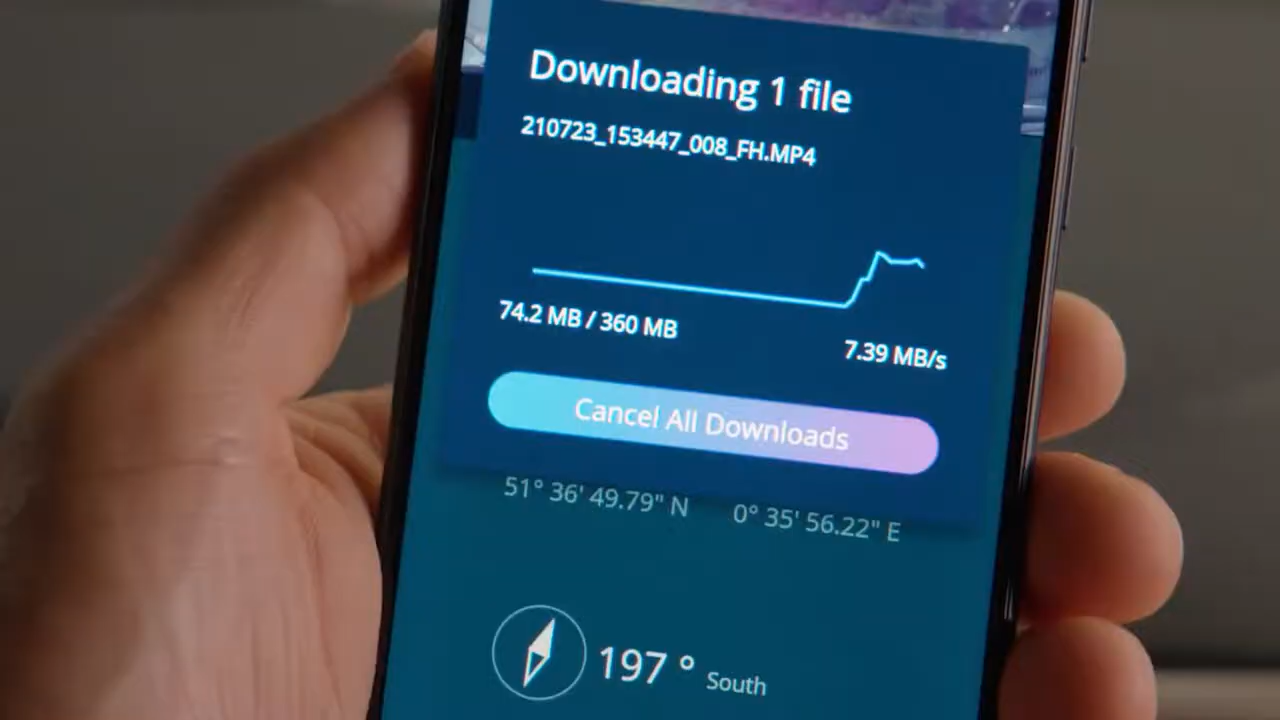 Downloading 1 file
210723_153447_008_FH.MP4
74.2 MB / 360 MB
7.39 MB/s
Cancel All Downloads
51° 36' 49.79" N 0° 35' 56.22" E
197 ° South